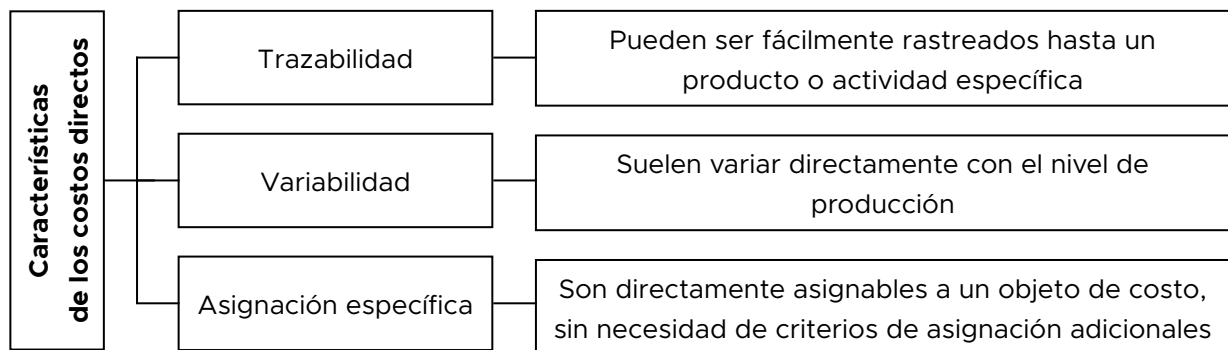 Características
de los costos directos
Trazabilidad
Pueden ser fácilmente rastreados hasta un
producto o actividad específica
Variabilidad
Suelen variar directamente con el nivel de
producción
Asignación específica
Son directamente asignables a un objeto de costo,
sin necesidad de criterios de asignación adicionales